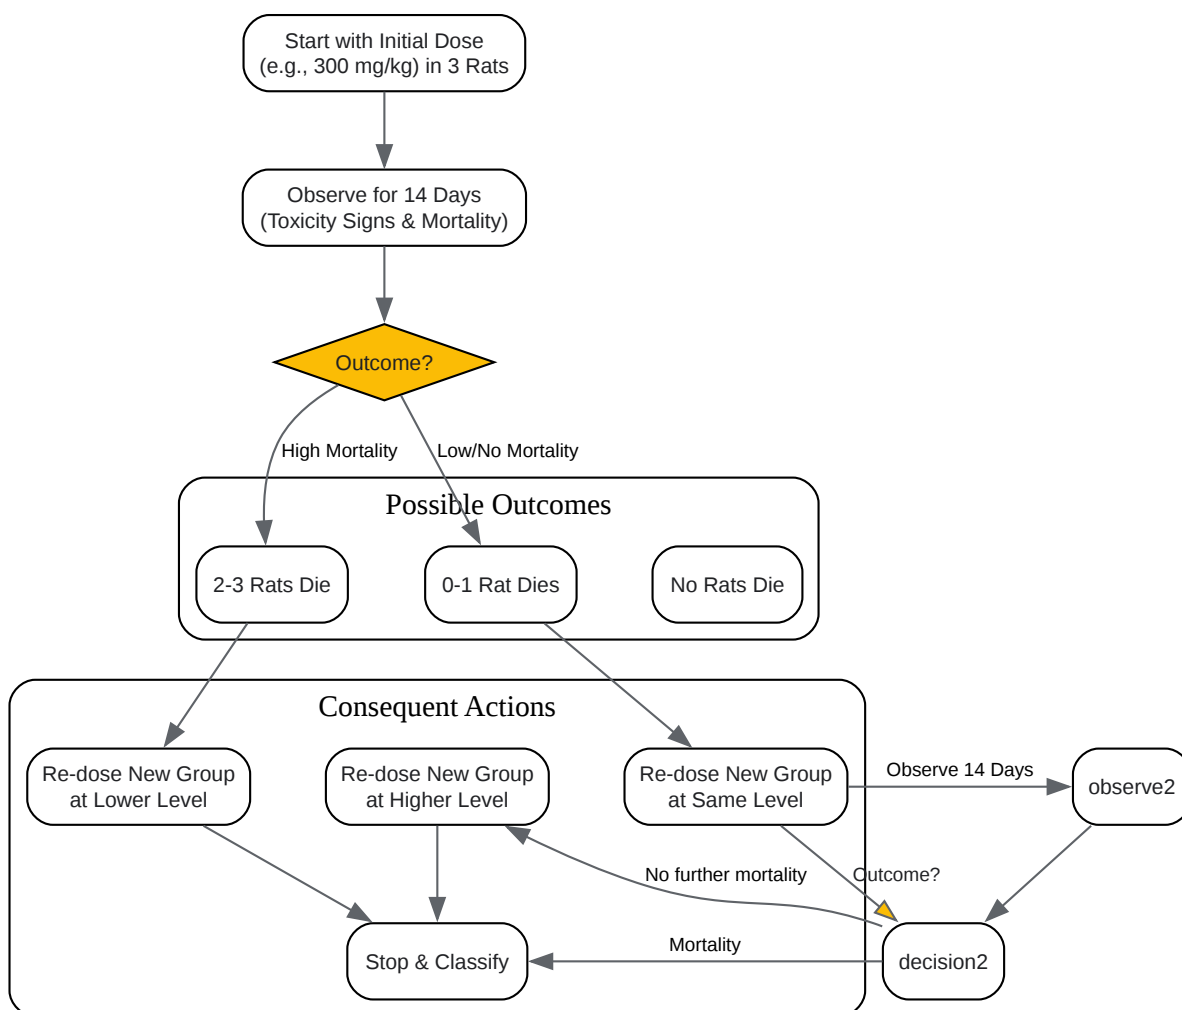 Start with Initial Dose
(e.g., 300 mg/kg) in 3 Rats
Observe for 14 Days
(Toxicity Signs & Mortality)
Outcome?
High Mortality
Low/No Mortality
Possible Outcomes
2-3 Rats Die
0-1 Rat Dies
No Rats Die
Consequent Actions
Re-dose New Group
at Lower Level
Re-dose New Group
at Higher Level
Re-dose New Group
at Same Level
Observe 14 Days
observe2
No further mortality
Outcome?
Mortality
Stop & Classify
decision2